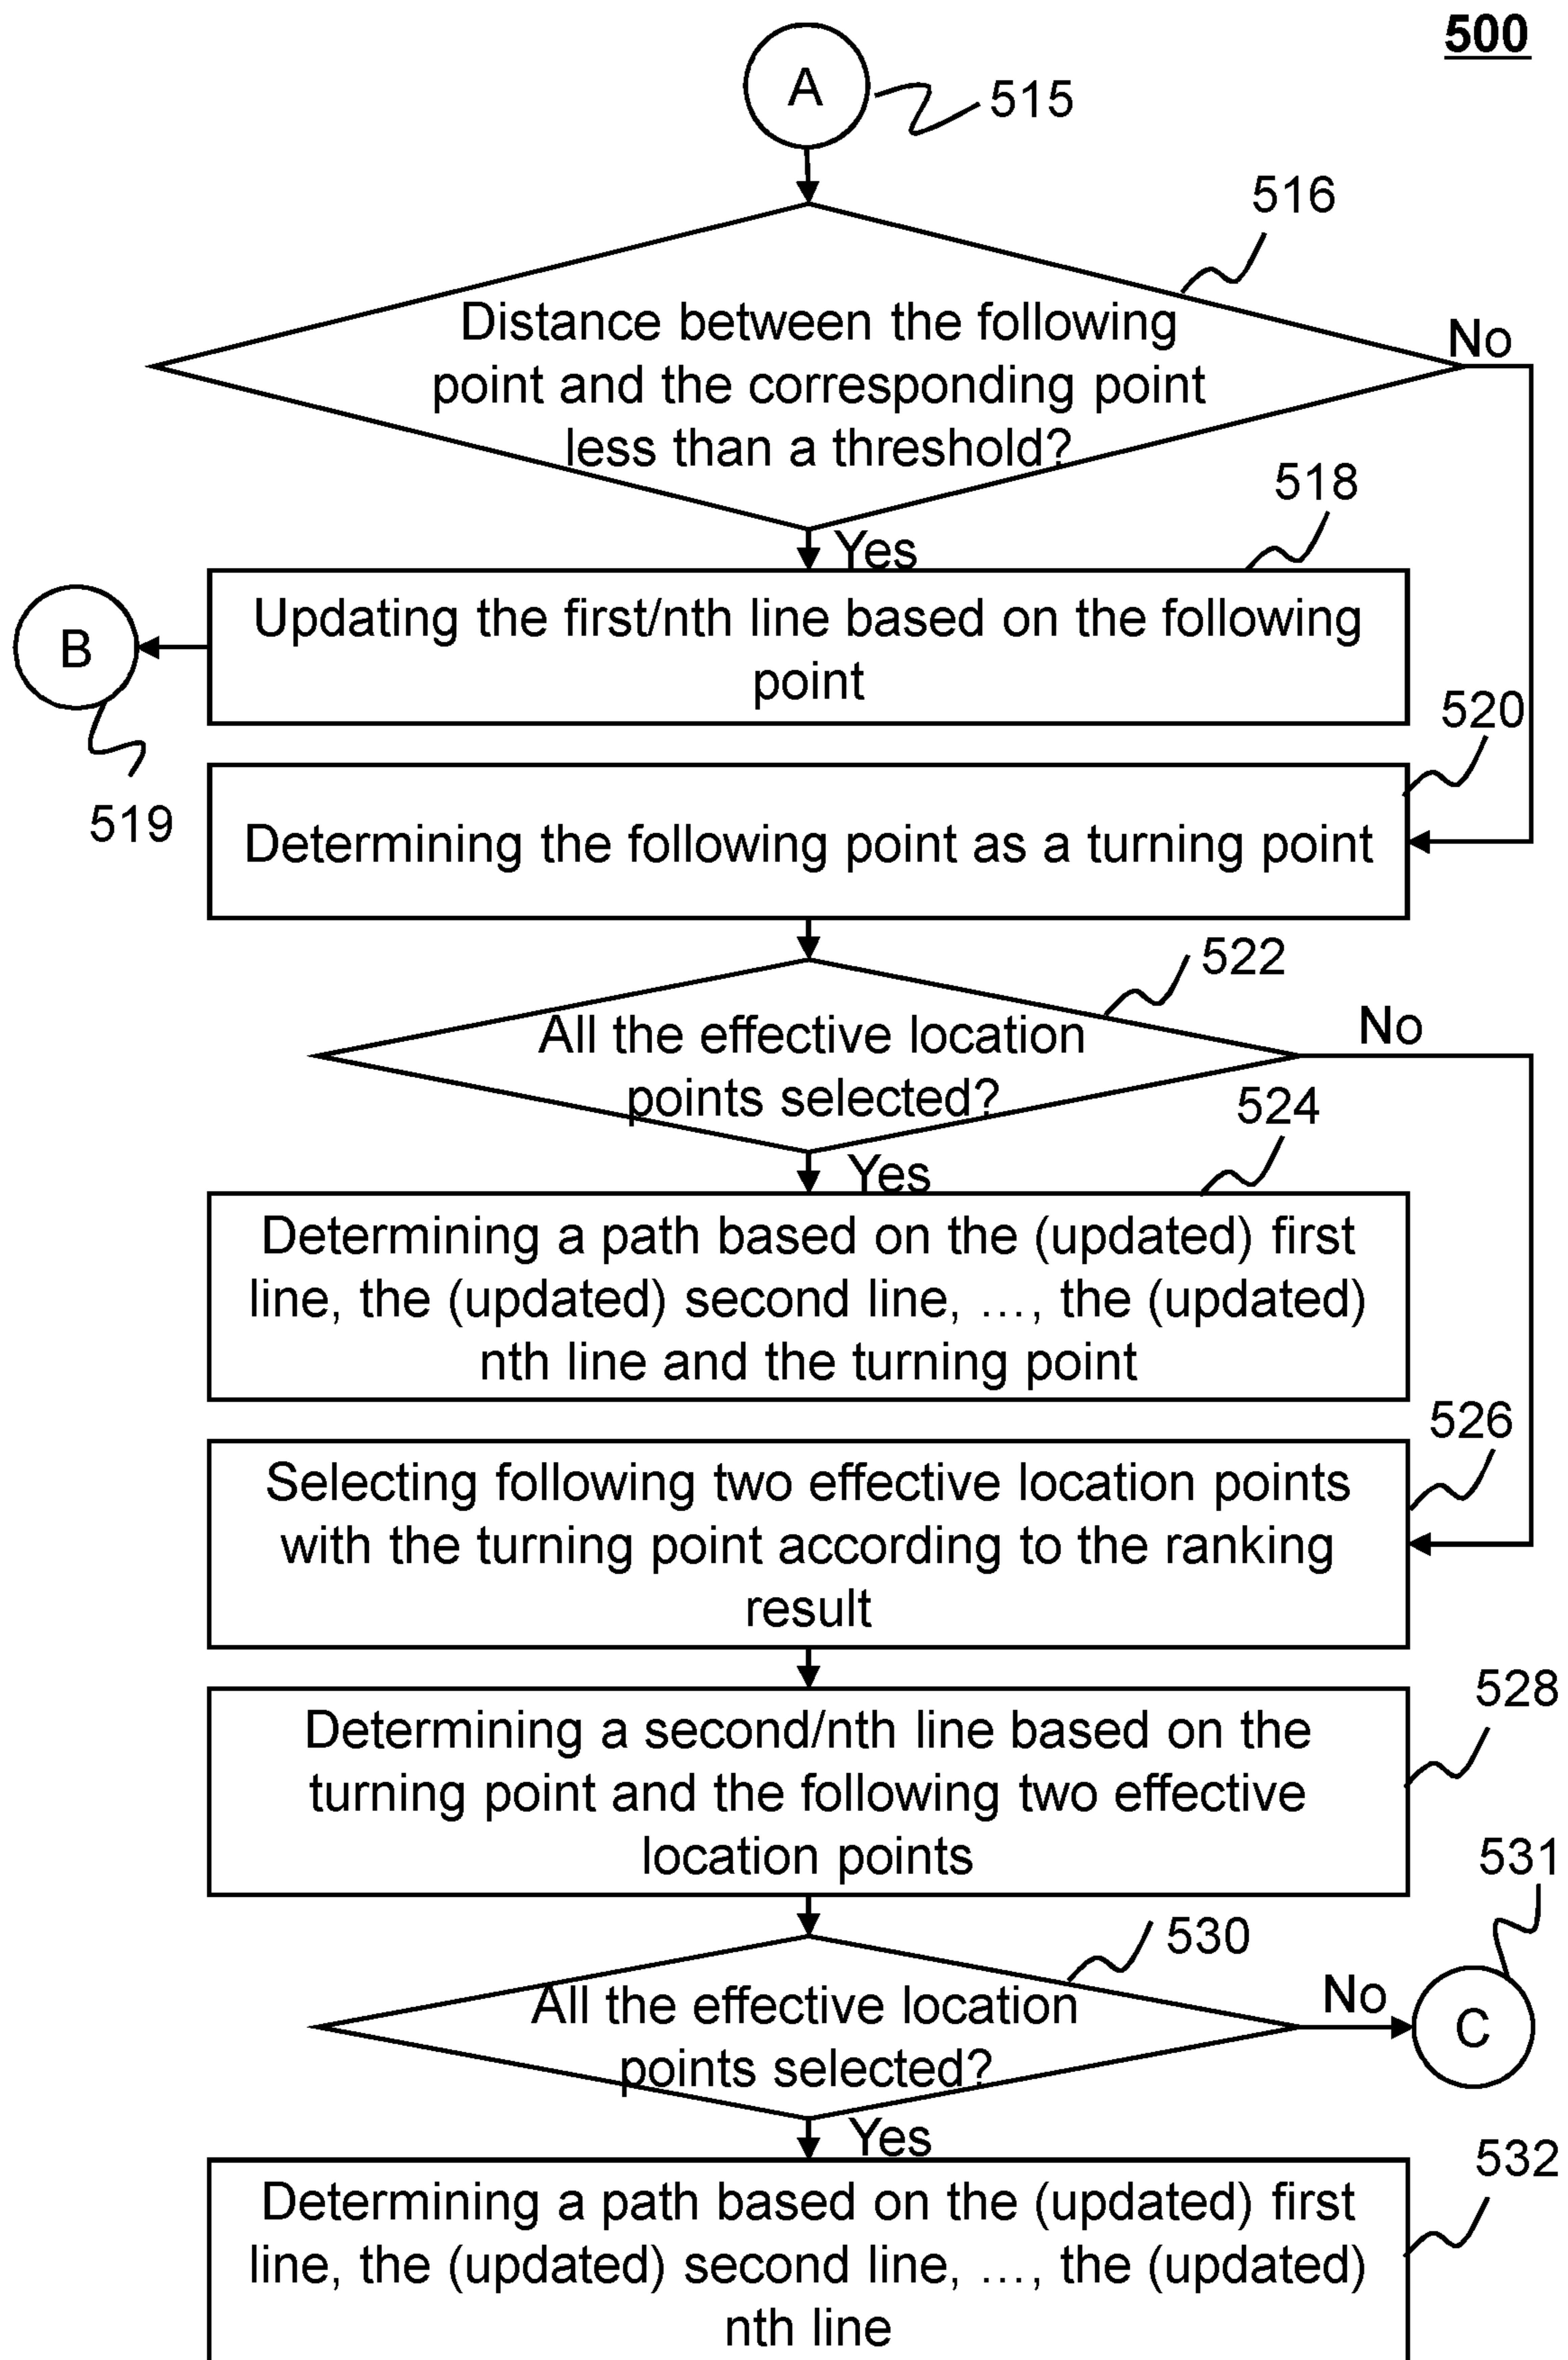 500
A
515
516
Distance between the following
point and the corresponding point
less than a threshold?
No
518
Yes
Updating the first/nth line based on the following
point
B
519
520
Determining the following point as a turning point
522
All the effective location
points selected?
No
524
Yes
Determining a path based on the (updated) first
line, the (updated) second line, …, the (updated)
nth line and the turning point
526
Selecting following two effective location points
with the turning point according to the ranking
result
528
Determining a second/nth line based on the
turning point and the following two effective
location points
531
530
All the effective location
points selected?
No
C
Yes
532
Determining a path based on the (updated) first
line, the (updated) second line, …, the (updated)
nth line